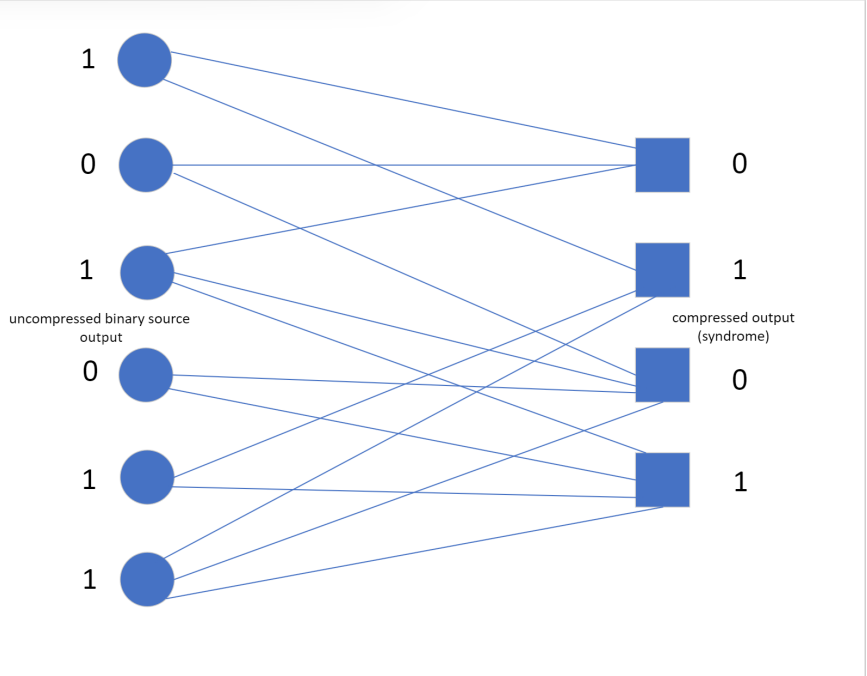 1
0
1
uncompressed binary source
output
0
1
1
0
1
compressed output
(syndrome)
0
1